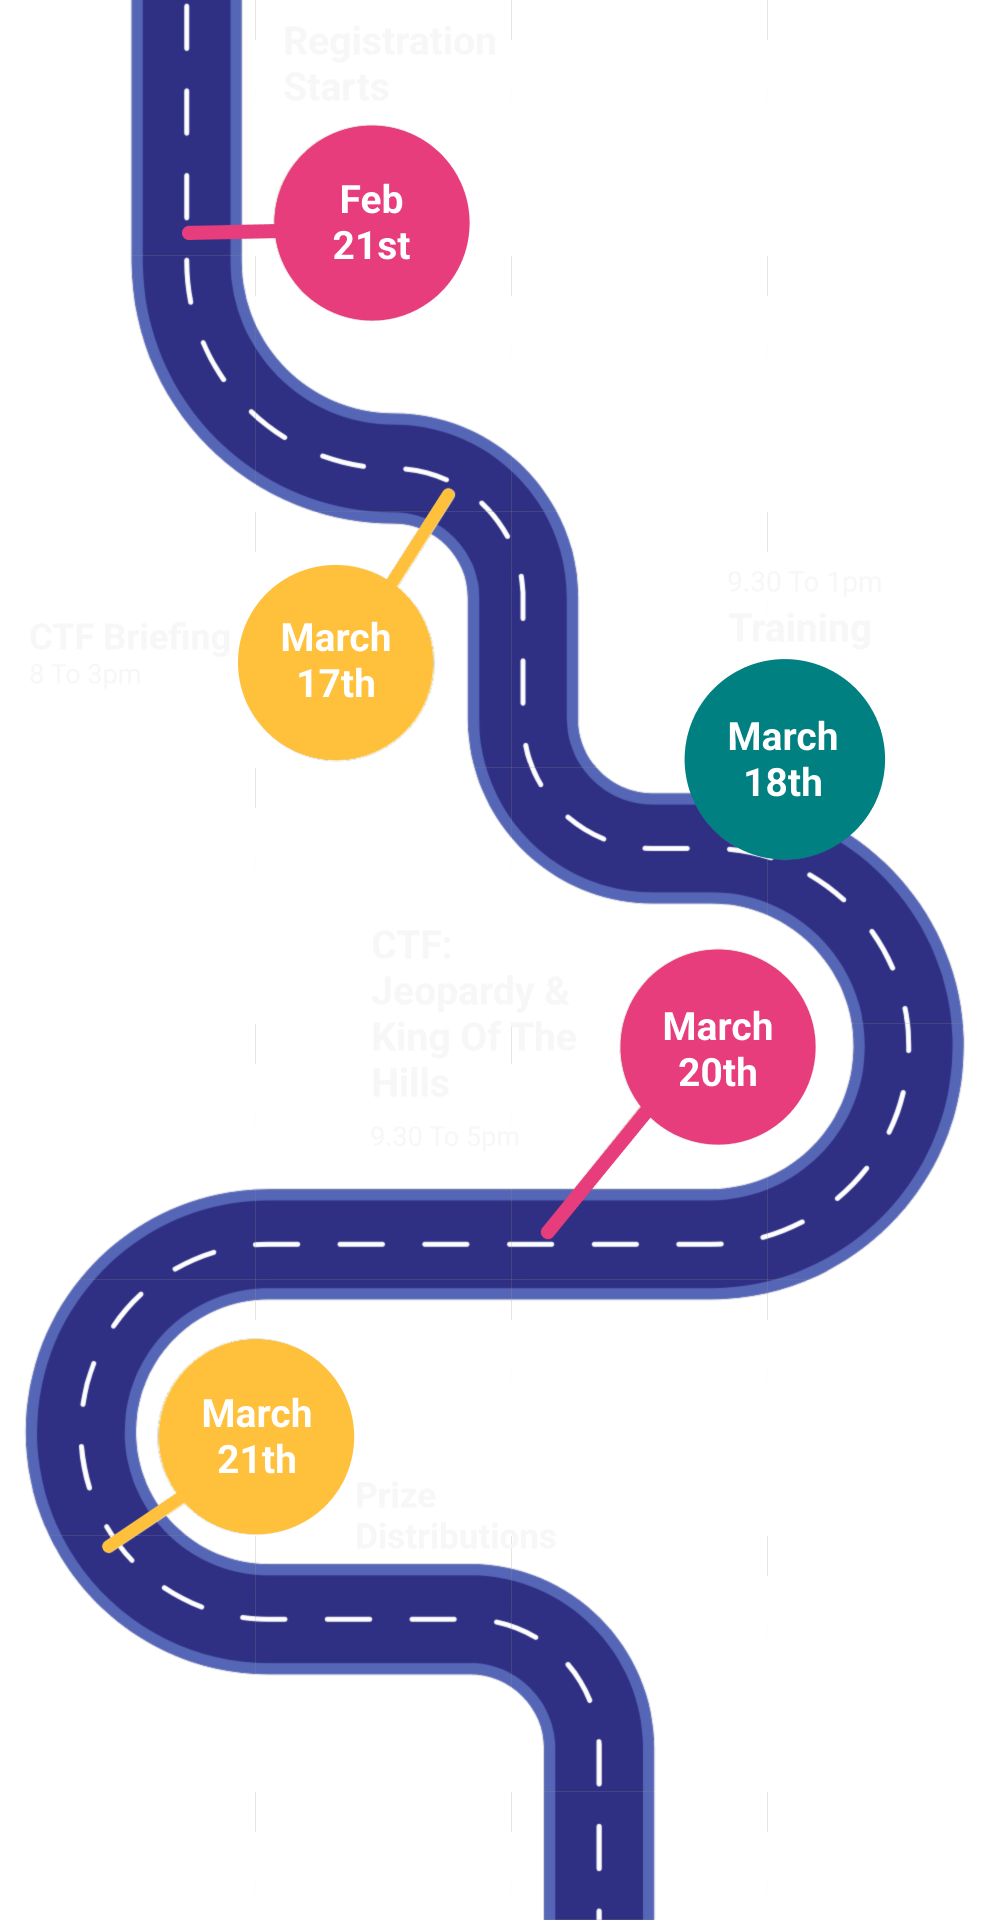 Registration
Starts
Feb
21st
CTF Briefing
8 To 3pm
March
17th
9.30 To 1pm
Training
March
18th
CTF:
Jeopardy &
King Of The
Hills
9.30 To 5pm
March
20th
March
21th
Prize
Distributions